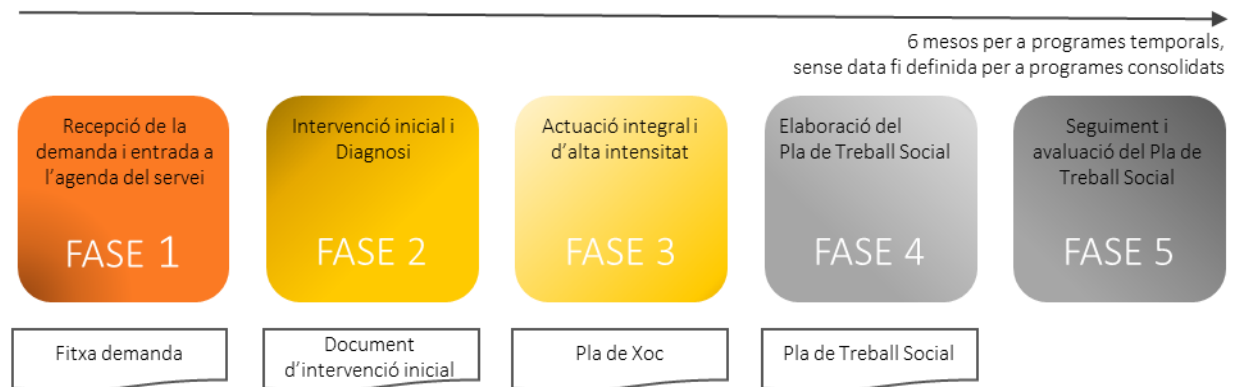 6 mesos per a programes temporals,
sense data fi definida per a programes consolidats
Recepció de la
demanda i entrada a
l'agenda del servei
FASE 1
Intervenció inicial i
Diagnosi
FASE 2
Actuació integral i
d'alta intensitat
FASE 3
Elaboració del
Pla de Treball Social
FASE 4
Seguiment i
avaluació del Pla de
Treball Social
FASE 5
Fitxa demanda
Document
d'intervenció inicial
Pla de Xoc
Pla de Treball Social